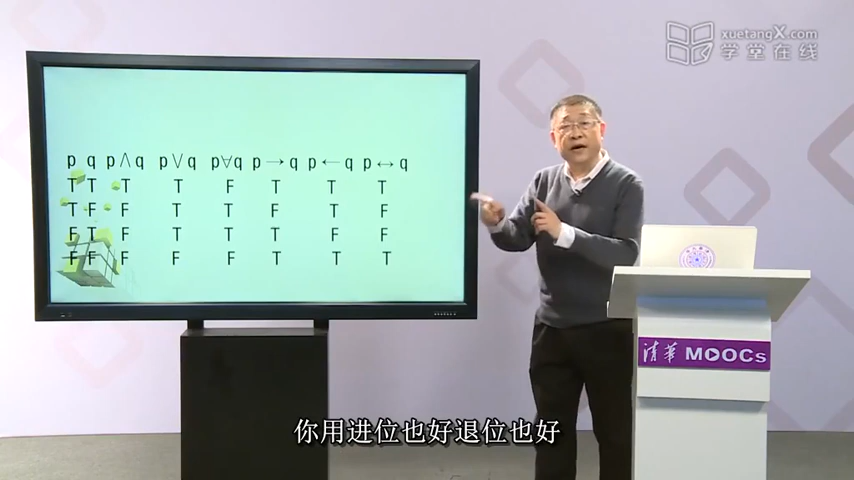 xuetangX.com
学堂在线
p q p∧q p∨q p∀q p→q p←q p↔q
T T T T F T T T
T F F T T F T F
F T F T T T F F
F F F F F T T T
清华 MOOCs
你用进位也好退位也好